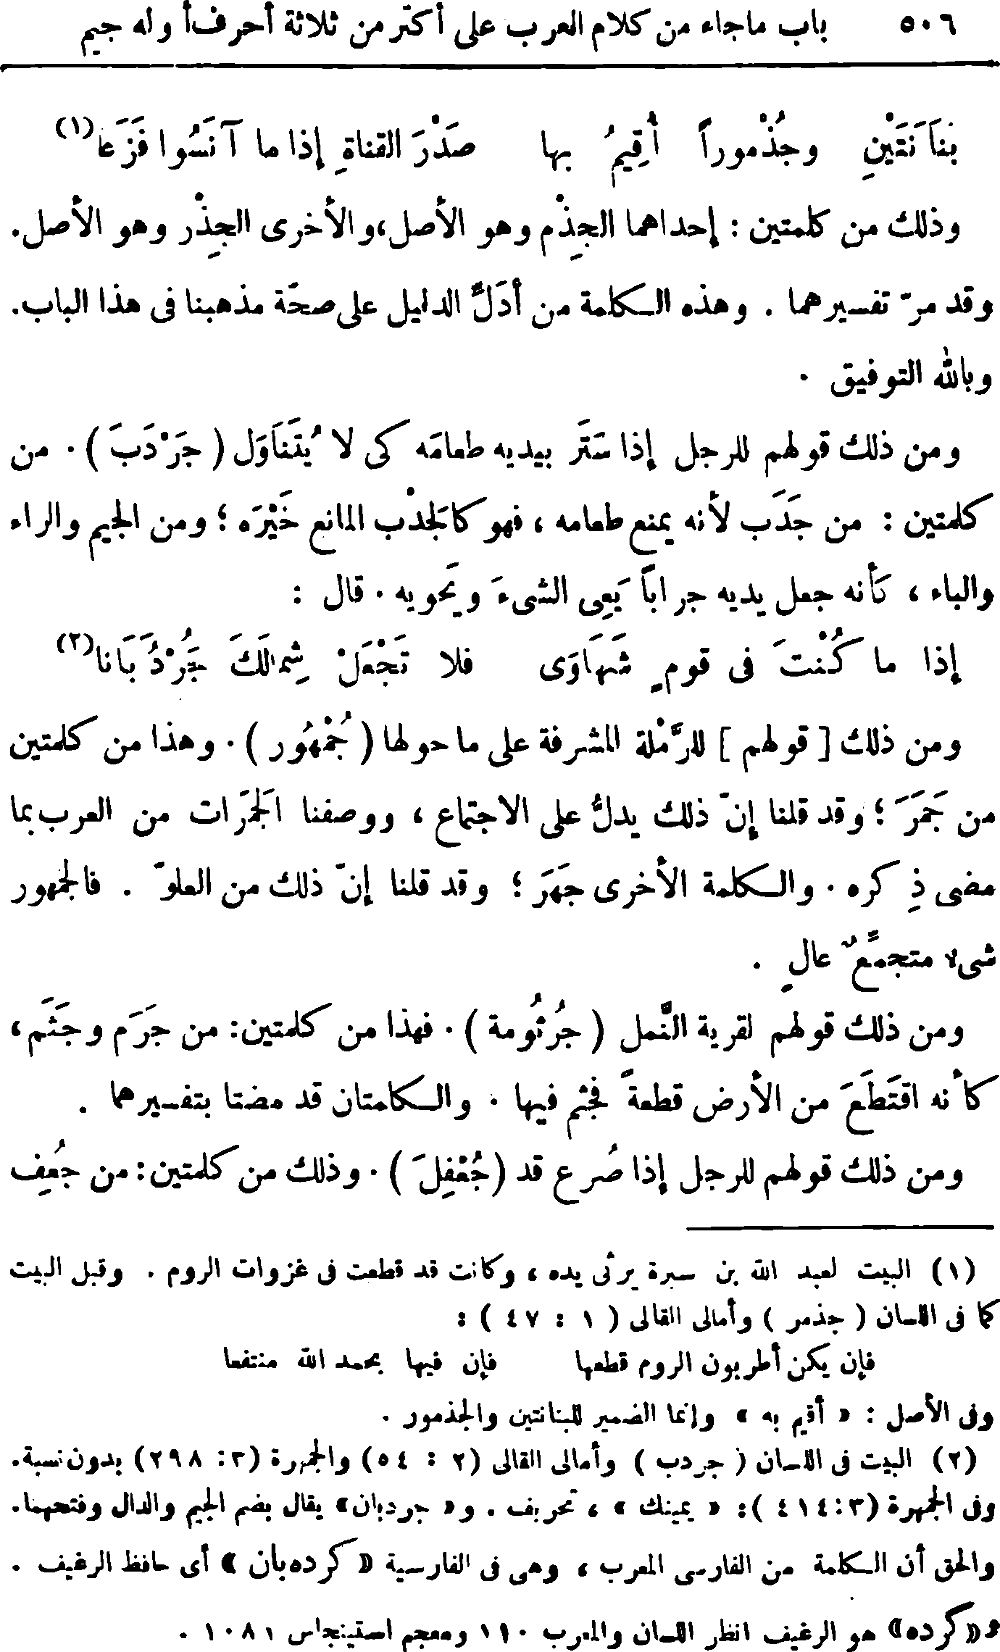 ٥٠٦ باب ماجاء من كلام العرب على أكثر من ثلاثة أحرف أوله جيم
بَنَانَتَيْنِ وجُذْموراً أُقِيمُ بها صَدْرَ القناةِ إذا ما آنَسُوا فَزَعَا(١)
وذلك من كلمتين : إحداهما الجِذْم وهو الأصل، والأخرى الجِذْر وهو الأصل.
وقد مرّ تفسيرهما . وهذه الكلمة من أدَلِّ الدليل على صحّة مذهبنا فى هذا الباب.
وبالله التوفيق .
ومن ذلك قولهم للرجل إذا سَتَر بيديه طعامَه كى لا يُتَنَاوَل ( جَرْدَبَ ) . من
كلمتين : من جَدَب لأنه يمنع طعامه ، فهو كالجَدْب المانع خَيْرَه ؛ ومن الجيم والراء
والباء ، كأنه جعل يديه جراباً يَعِى الشىءَ ويَحويه . قال :
إذا ما كُنْتَ فى قومٍ شَهَاوَى فلا تَجْعَلْ شِمالَكَ جَُرْدَُبَانا(٢)
ومن ذلك [ قولهم ] للرَّمْلة المشرفة على ما حولها ( جُمْهُور ) . وهذا من كلمتين
من جَمَرَ ؛ وقد قلنا إنّ ذلك يدلُّ على الاجتماع ، ووصفنا الجَمَرات من العرب بما
مضى ذِكره . والكلمة الأخرى جَهَرَ ؛ وقد قلنا إنّ ذلك من العلوّ . فالجمهور
شىء متجمِّعٌ عالٍ .
ومن ذلك قولهم لقرية النَّمل ( جُرْثُومة ) . فهذا من كلمتين: من جَرَم وجَثَم،
كأنه اقتَطَعَ من الأرض قطعةً فجثم فيها . والكلمتان قد مضتا بتفسيرهما .
ومن ذلك قولهم للرجل إذا صُرع قد ( جُعْفِلَ ) . وذلك من كلمتين: من جُعِف
(١) البيت لعبد الله بن سبرة يرثى يده ، وكانت قد قطعت فى غزوات الروم . وقبل البيت
كما فى اللسان ( جذمر ) وأمالى القالى ( ١ : ٤٧ ) :
فإن يكن أطربون الروم قطعها فإن فيها بحمد الله منتفعا
وفى الأصل : « أقيم به » وإنما الضمير للبنانتين والجذمور .
(٢) البيت فى اللسان ( جردب ) وأمالى القالى (٢ : ٥٤) والجمهرة (٣: ٢٩٨) بدون نسبة.
وفى الجمهرة (٣: ٤١٤ ): « يمينك » ، تحريف . و« جردبان» يقال بضم الجيم والدال وفتحهما.
والحق أن الكلمة من الفارسى المعرب ، وهى فى الفارسية « كرده‌بان » أى حافظ الرغيف .
و«كرده» هو الرغيف انظر اللسان والمعرب ١١٠ ومعجم استينجاس ١٠٨١ .